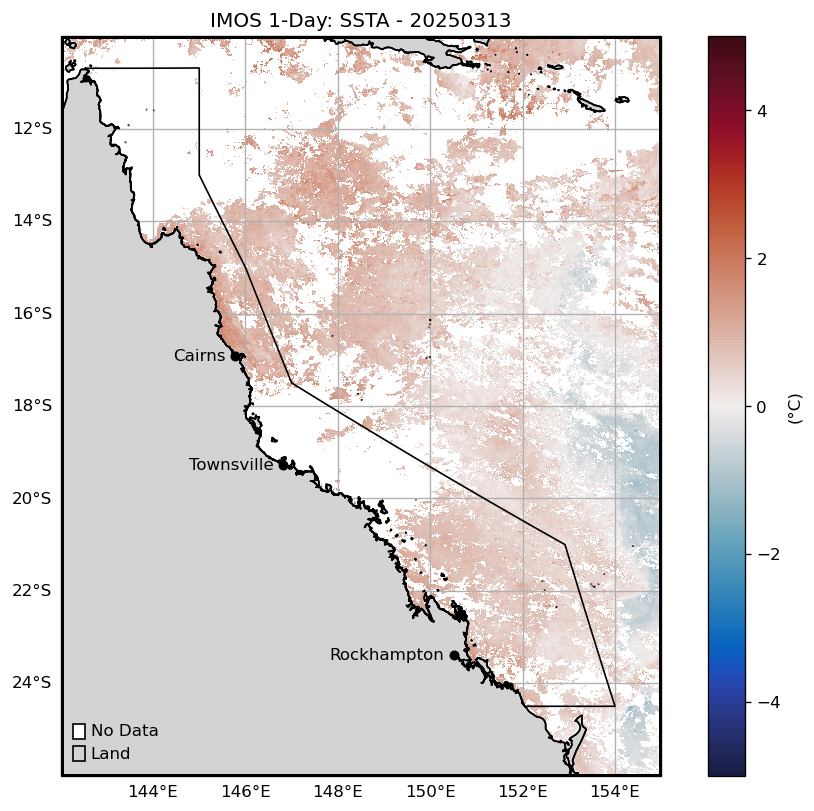 IMOS 1-Day: SSTA - 20250313
12°S
14°S
16°S
18°S
20°S
22°S
24°S
Cairns
Townsville
Rockhampton
No Data
Land
144°E
146°E
148°E
150°E
152°E
154°E
4
2
0
−2
−4
(°C)